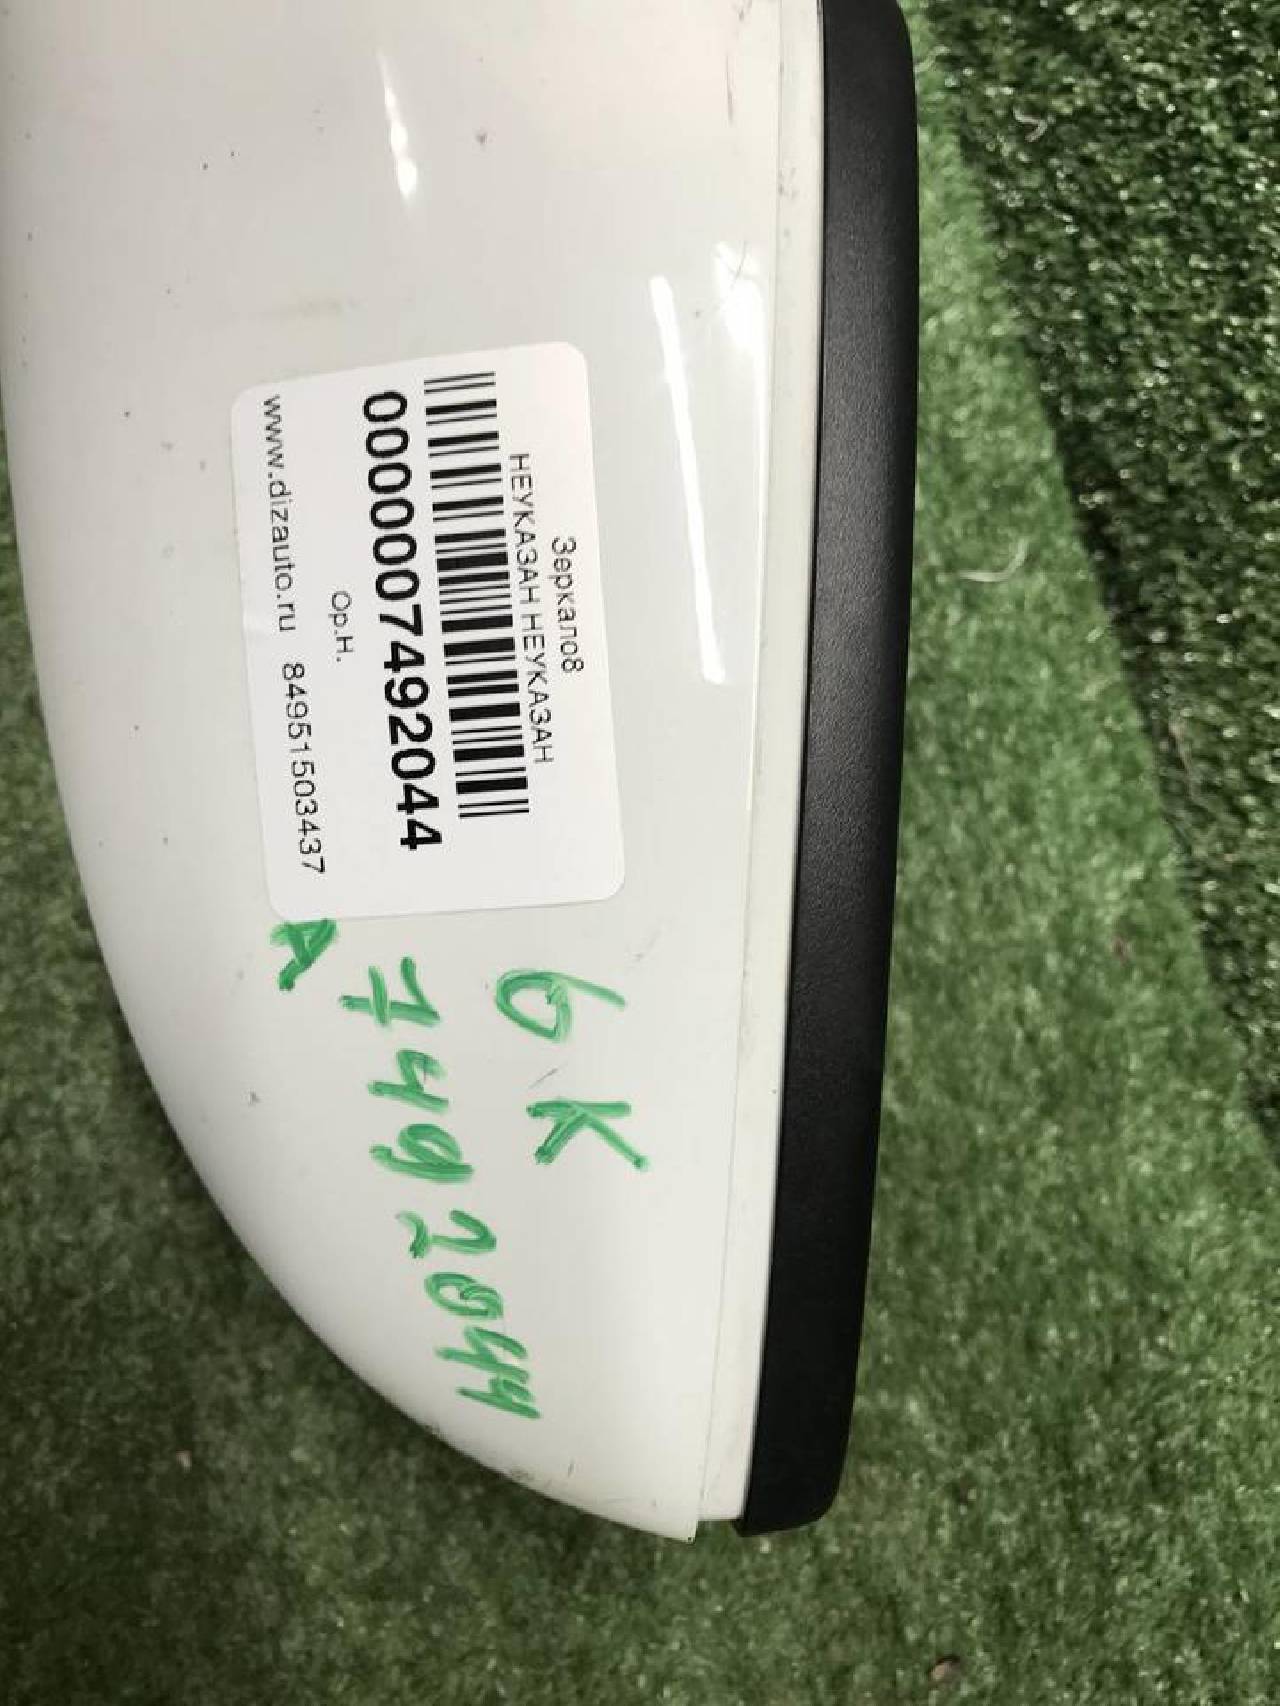 Зеркало8
НЕУКАЗАН НЕУКАЗАН
0000007492044
Ор.Н.
www.dizauto.ru 84951503437
6 K
7492044
A